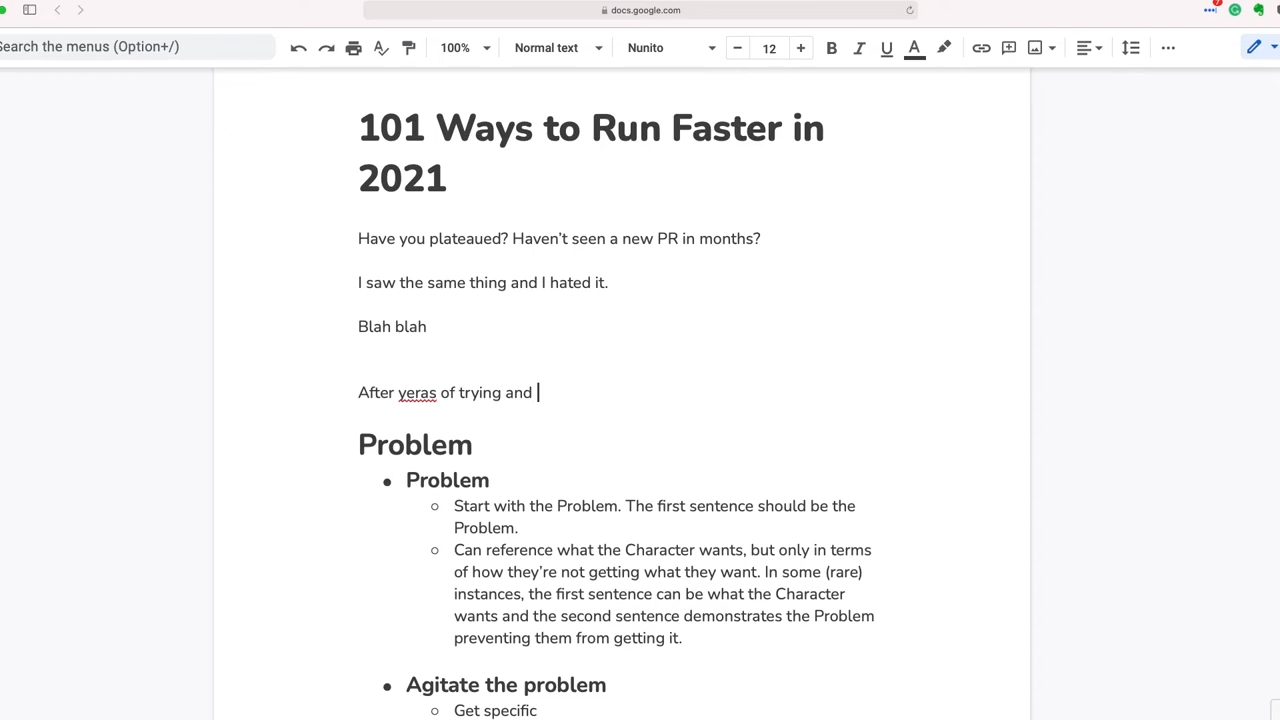 docs.google.com
7
Search the menus (Option+/)
100%
Normal text
Nunito
12
B I U A
101 Ways to Run Faster in
2021
Have you plateaued? Haven't seen a new PR in months?
I saw the same thing and I hated it.
Blah blah
After yeras of trying and
Problem
Problem
Start with the Problem. The first sentence should be the
Problem.
Can reference what the Character wants, but only in terms
of how they're not getting what they want. In some (rare)
instances, the first sentence can be what the Character
wants and the second sentence demonstrates the Problem
preventing them from getting it.
Agitate the problem
Get specific